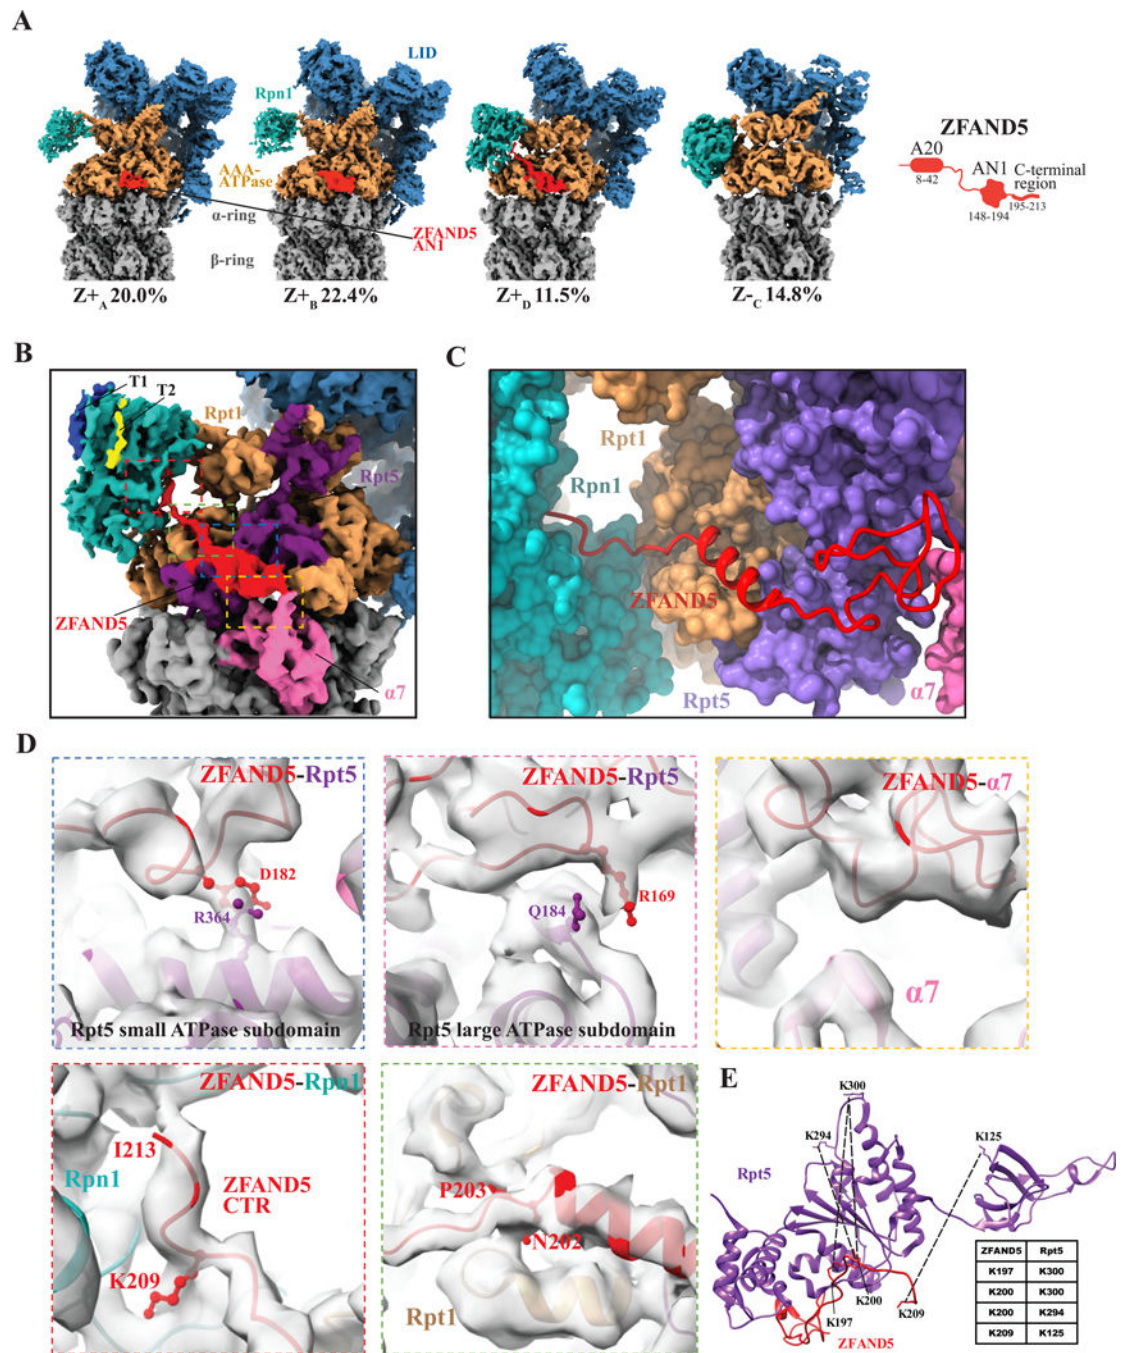 A
LID
Rpn1
AAA-
ATPase
α-ring
β-ring
ZFAND5
AN1
Z+A 20.0%
Z+B 22.4%
Z+D 11.5%
Z-C 14.8%
ZFAND5
A20
8-42
AN1
148-194
C-terminal
region
195-213
B
T1
T2
Rpt1
Rpt5
ZFAND5
α7
C
Rpt1
Rpn1
ZFAND5
Rpt5
α7
D
ZFAND5-Rpt5
D182
R364
Rpt5 small ATPase subdomain
ZFAND5-Rpt5
Q184
R169
Rpt5 large ATPase subdomain
ZFAND5-α7
α7
ZFAND5-Rpn1
I213
Rpn1
ZFAND5
CTR
K209
ZFAND5-Rpt1
P203
N202
Rpt1
E
K300
K294
K125
Rpt5
K200
K209
K197
ZFAND5
ZFAND5 Rpt5
K197 K300
K200 K300
K200 K294
K209 K125